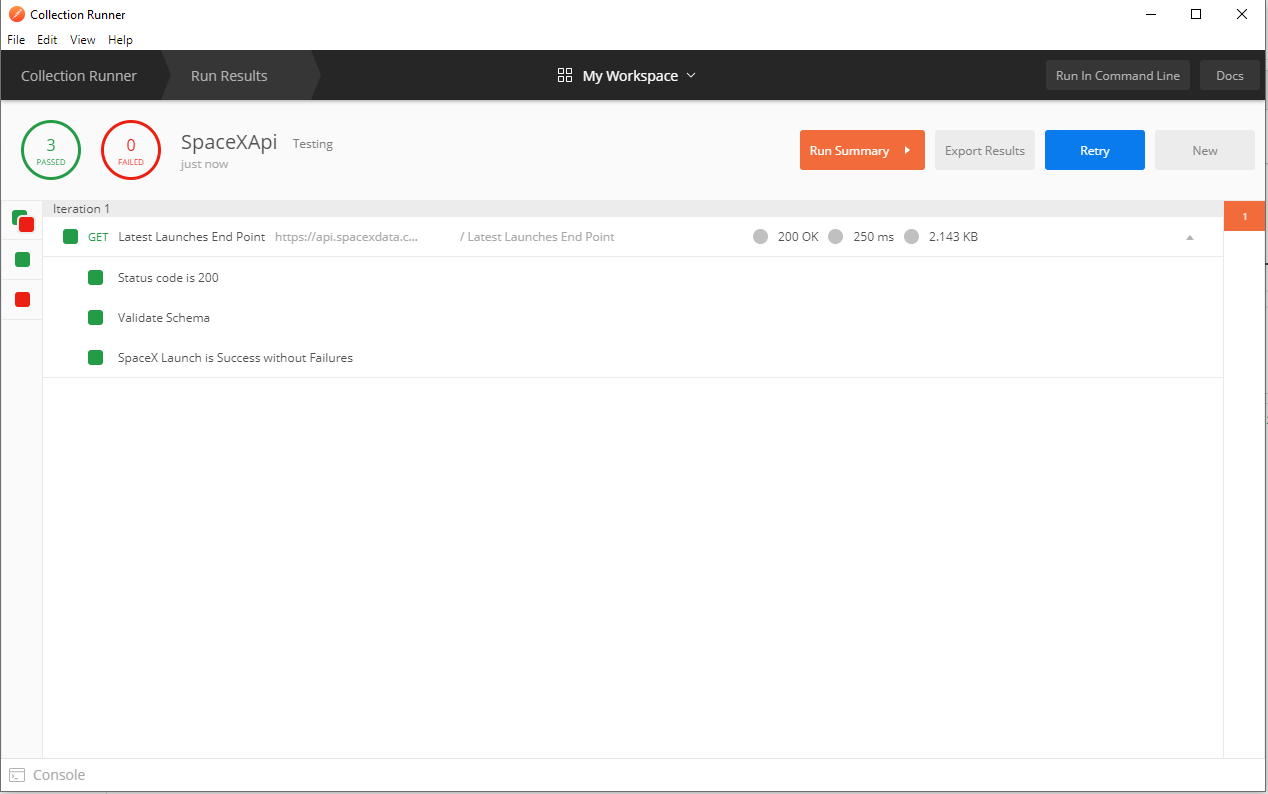 Collection Runner
File Edit View Help
Collection Runner Run Results My Workspace Run In Command Line Docs
3 PASSED 0 FAILED SpaceXApi Testing
just now
Run Summary Export Results Retry New
Iteration 1
1
GET Latest Launches End Point https://api.spacexdata.c... / Latest Launches End Point 200 OK 250 ms 2.143 KB
Status code is 200
Validate Schema
SpaceX Launch is Success without Failures
Console